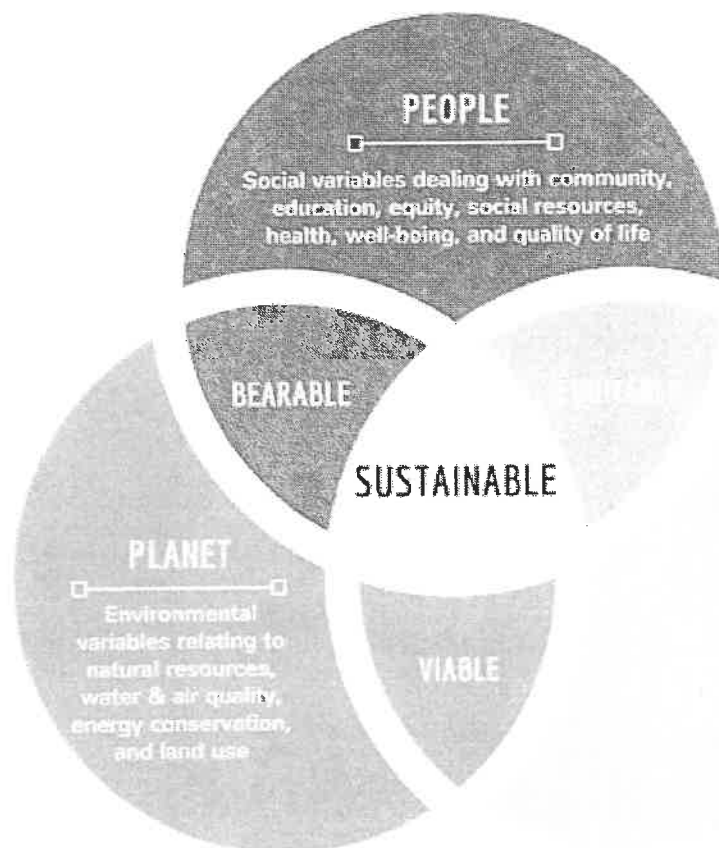 PEOPLE
Social variables dealing with community,
education, equity, social resources,
health, well-being, and quality of life
BEARABLE
SUSTAINABLE
PLANET
Environmental
variables relating to
natural resources,
water & air quality,
energy conservation,
and land use
VIABLE